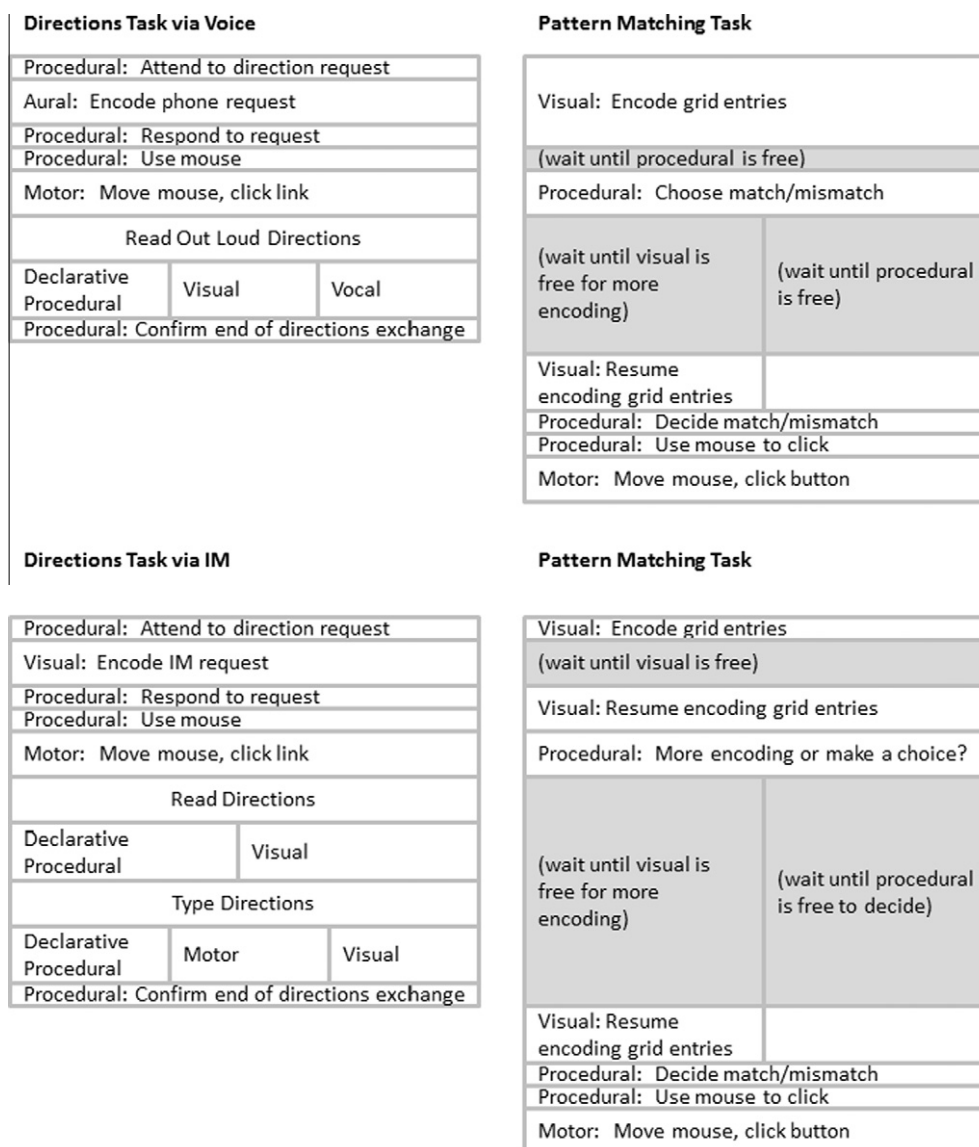 Directions Task via Voice
Procedural: Attend to direction request
Aural: Encode phone request
Procedural: Respond to request
Procedural: Use mouse
Motor: Move mouse, click link
Read Out Loud Directions
Declarative
Procedural
Visual
Vocal
Procedural: Confirm end of directions exchange
Pattern Matching Task
Visual: Encode grid entries
(wait until procedural is free)
Procedural: Choose match/mismatch
(wait until visual is
free for more
encoding)
(wait until procedural
is free)
Visual: Resume
encoding grid entries
Procedural: Decide match/mismatch
Procedural: Use mouse to click
Motor: Move mouse, click button
Directions Task via IM
Procedural: Attend to direction request
Visual: Encode IM request
Procedural: Respond to request
Procedural: Use mouse
Motor: Move mouse, click link
Read Directions
Declarative
Procedural
Visual
Type Directions
Declarative
Procedural
Motor
Visual
Procedural: Confirm end of directions exchange
Pattern Matching Task
Visual: Encode grid entries
(wait until visual is free)
Visual: Resume encoding grid entries
Procedural: More encoding or make a choice?
(wait until visual is
free for more
encoding)
(wait until procedural
is free to decide)
Visual: Resume
encoding grid entries
Procedural: Decide match/mismatch
Procedural: Use mouse to click
Motor: Move mouse, click button